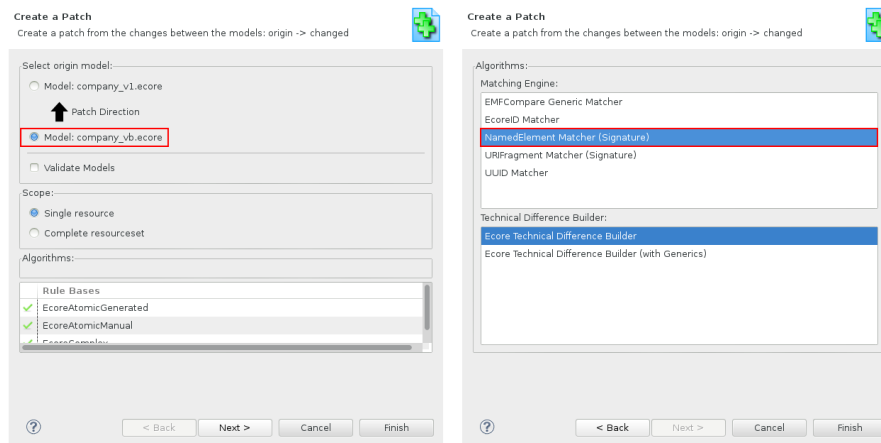 Create a Patch
Create a patch from the changes between the models: origin -> changed
Select origin model:
Model: company_v1.ecore
Patch Direction
Model: company_vb.ecore
Validate Models
Scope:
Single resource
Complete resourceset
Algorithms:
Rule Bases
EcoreAtomicGenerated
EcoreAtomicManual
EcoreComplex
< Back
Next >
Cancel
Finish
Create a Patch
Create a patch from the changes between the models: origin -> changed
Algorithms:
Matching Engine:
EMFCompare Generic Matcher
EcoreID Matcher
NamedElement Matcher (Signature)
URIFragment Matcher (Signature)
UUID Matcher
Technical Difference Builder:
Ecore Technical Difference Builder
Ecore Technical Difference Builder (with Generics)
< Back
Next >
Cancel
Finish